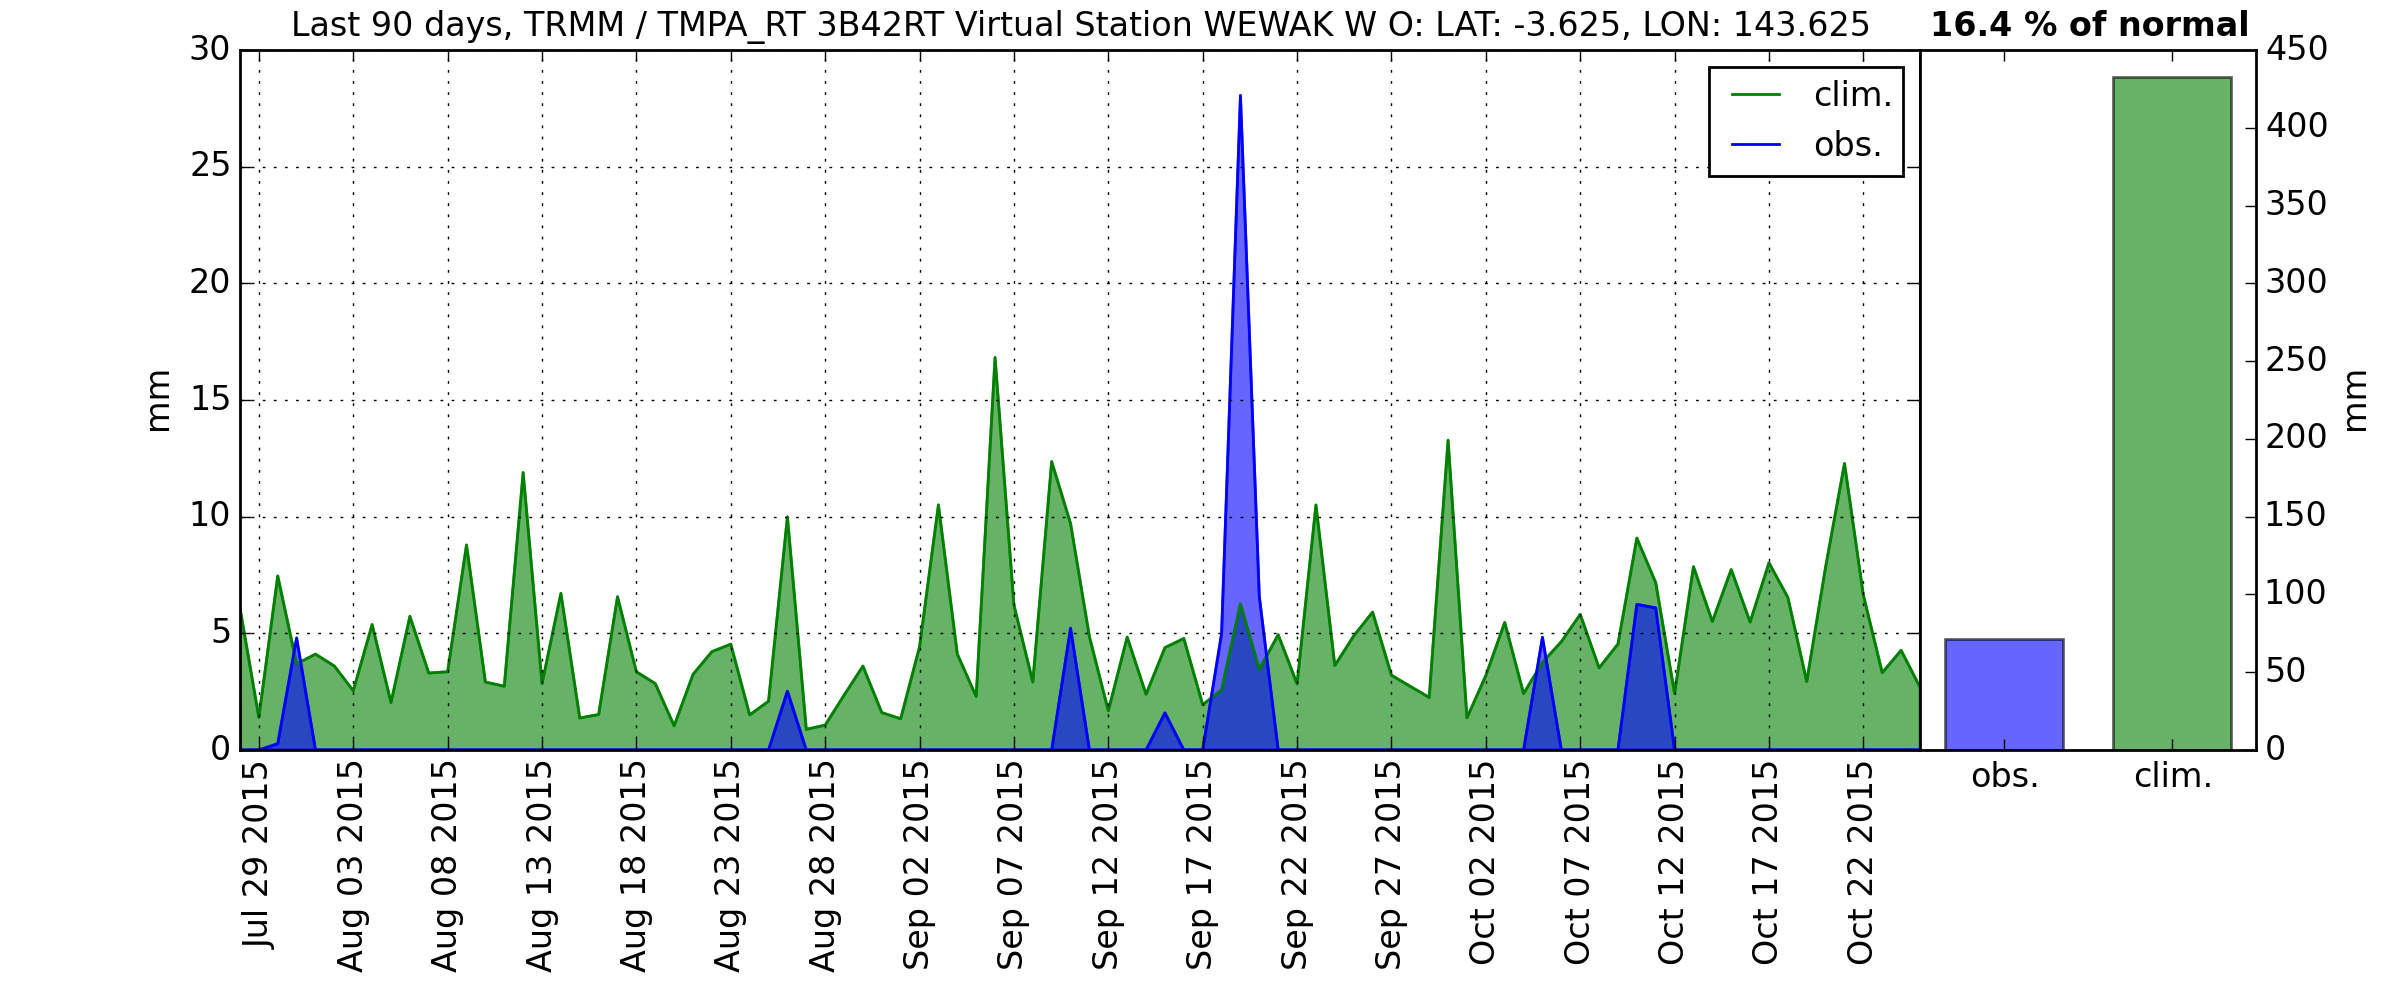 Last 90 days, TRMM / TMPA_RT 3B42RT Virtual Station WEWAK W O: LAT: -3.625, LON: 143.625
16.4 % of normal
30
25
20
15
10
5
0
mm
clim.
obs.
450
400
350
300
250
200
150
100
50
0
mm
Jul 29 2015
Aug 03 2015
Aug 08 2015
Aug 13 2015
Aug 18 2015
Aug 23 2015
Aug 28 2015
Sep 02 2015
Sep 07 2015
Sep 12 2015
Sep 17 2015
Sep 22 2015
Sep 27 2015
Oct 02 2015
Oct 07 2015
Oct 12 2015
Oct 17 2015
Oct 22 2015
obs.
clim.